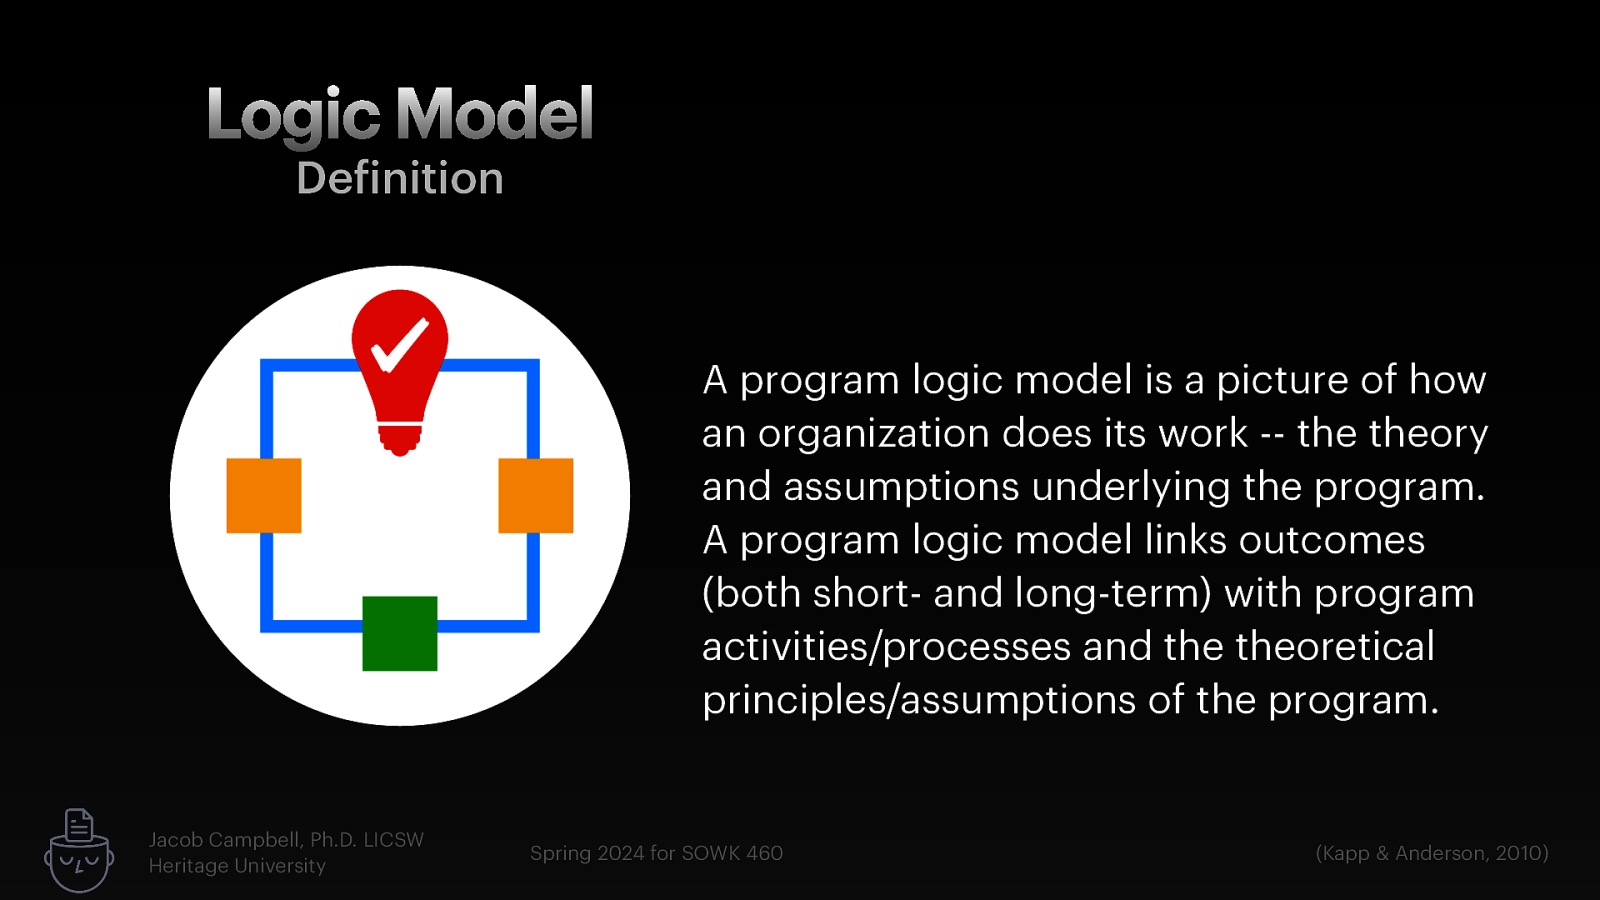 Logic Model
Definition
A program logic model is a picture of how
an organization does its work -- the theory
and assumptions underlying the program.
A program logic model links outcomes
(both short- and long-term) with program
activities/processes and the theoretical
principles/assumptions of the program.
Jacob Campbell, Ph.D. LICSW
Heritage University
Spring 2024 for SOWK 460
(Kapp & Anderson, 2010)